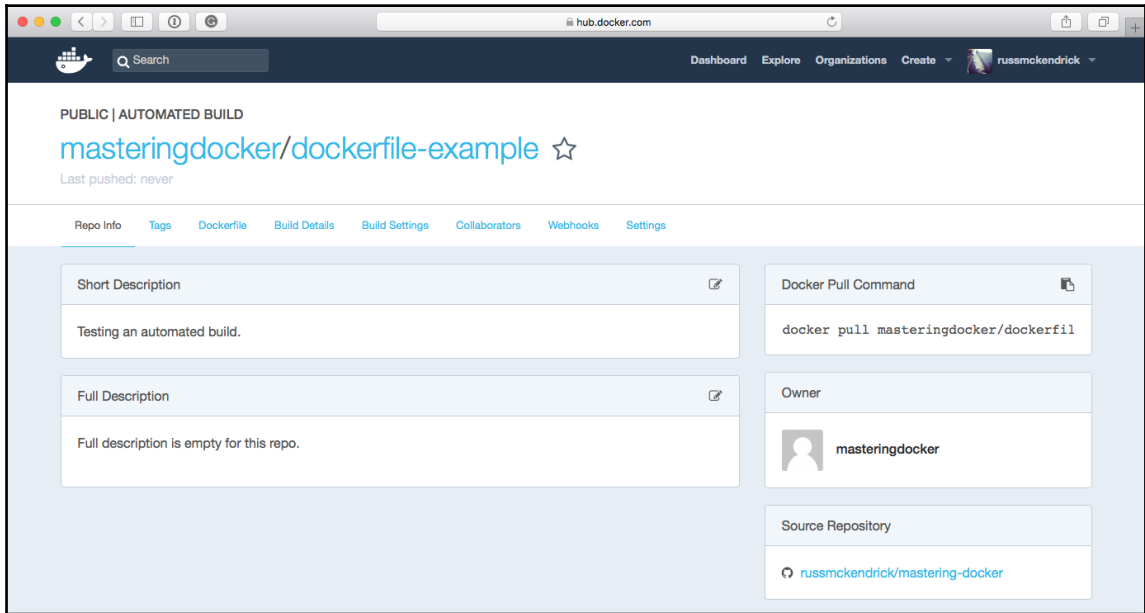 hub.docker.com
Search
Dashboard Explore Organizations Create russmckendrick
PUBLIC | AUTOMATED BUILD
masteringdocker/dockerfile-example
Last pushed: never
Repo Info Tags Dockerfile Build Details Build Settings Collaborators Webhooks Settings
Short Description
Testing an automated build.
Full Description
Full description is empty for this repo.
Docker Pull Command
docker pull masteringdocker/dockerfil
Owner
masteringdocker
Source Repository
russmckendrick/mastering-docker